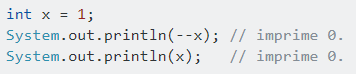 int x = 1;
System.out.println(--x); // imprime 0.
System.out.println(x);   // imprime 0.